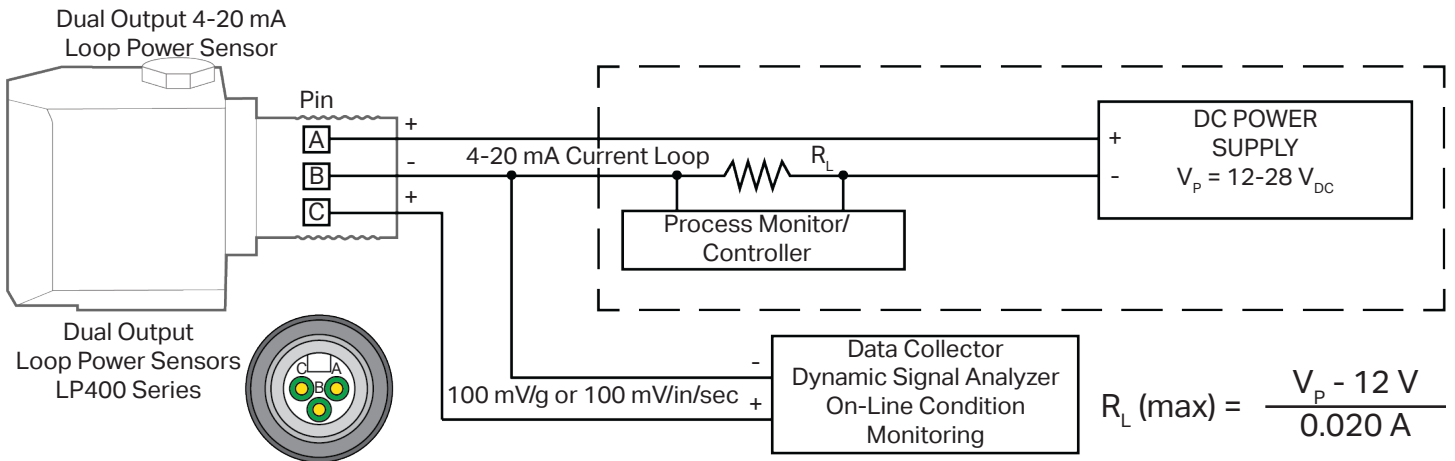 Dual Output 4-20 mA
Loop Power Sensor
Pin
A
+
B
-
C
+
4-20 mA Current Loop
R_L
Process Monitor/
Controller
+
-
DC POWER
SUPPLY
V_P = 12-28 V_DC
Dual Output
Loop Power Sensors
LP400 Series
C
A
B
100 mV/g or 100 mV/in/sec
-
+
Data Collector
Dynamic Signal Analyzer
On-Line Condition
Monitoring
R_L (max) =
V_P - 12 V
0.020 A